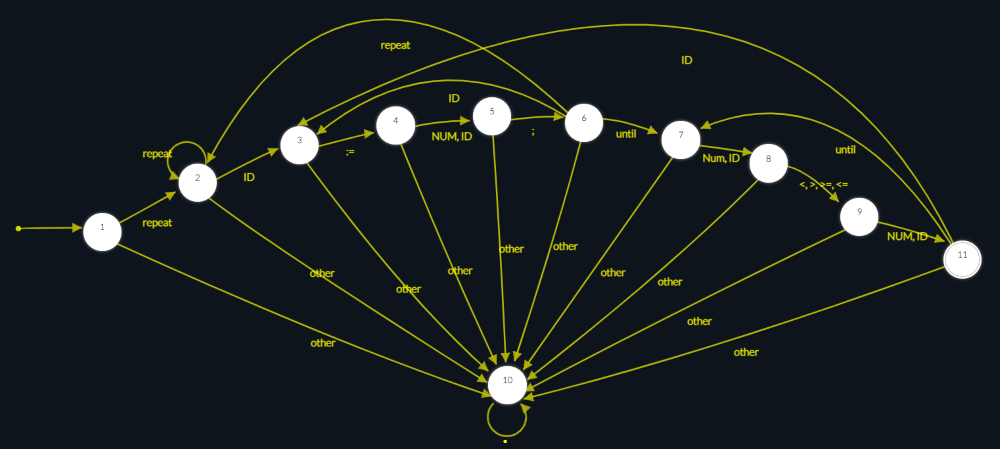 repeat
ID
ID
until
4
5
6
3
7
:=
NUM, ID
;
until
Num, ID
8
repeat
2
ID
<, >, >=, <=
1
repeat
9
NUM, ID
11
other
other
other
other
other
other
other
other
other
other
10
.